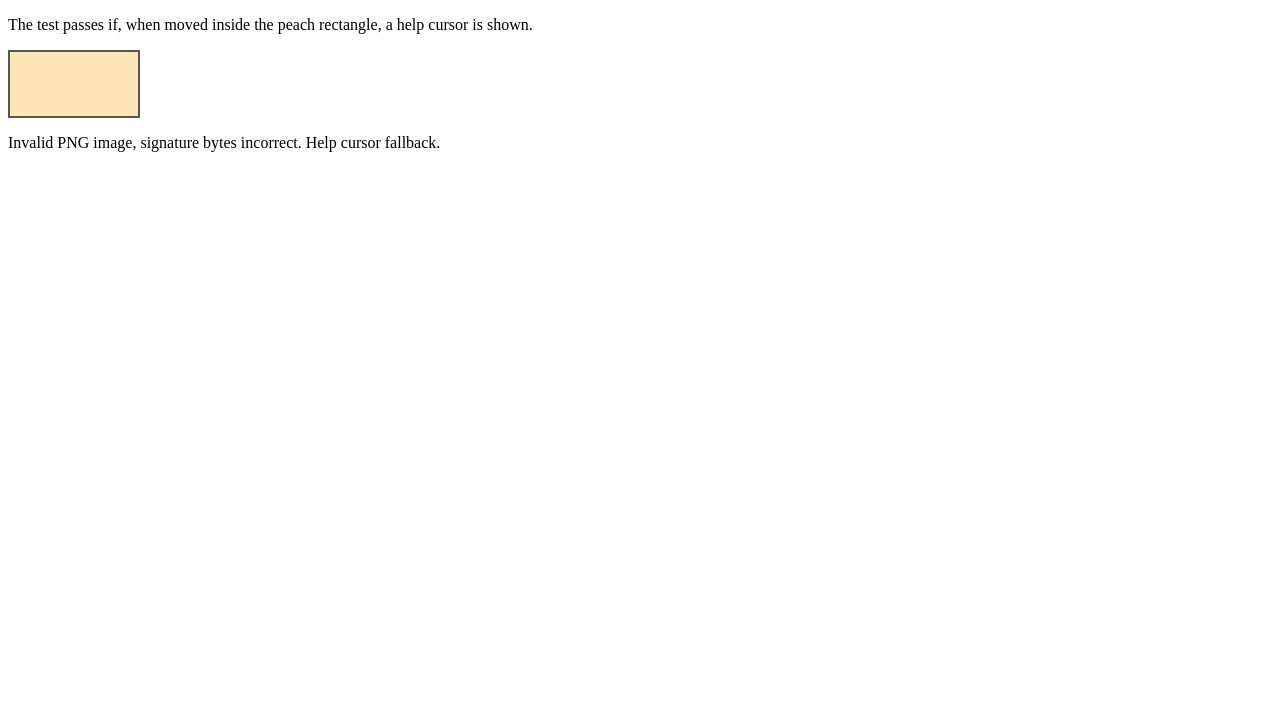 The test passes if, when moved inside the peach rectangle, a help cursor is shown.
Invalid PNG image, signature bytes incorrect. Help cursor fallback.